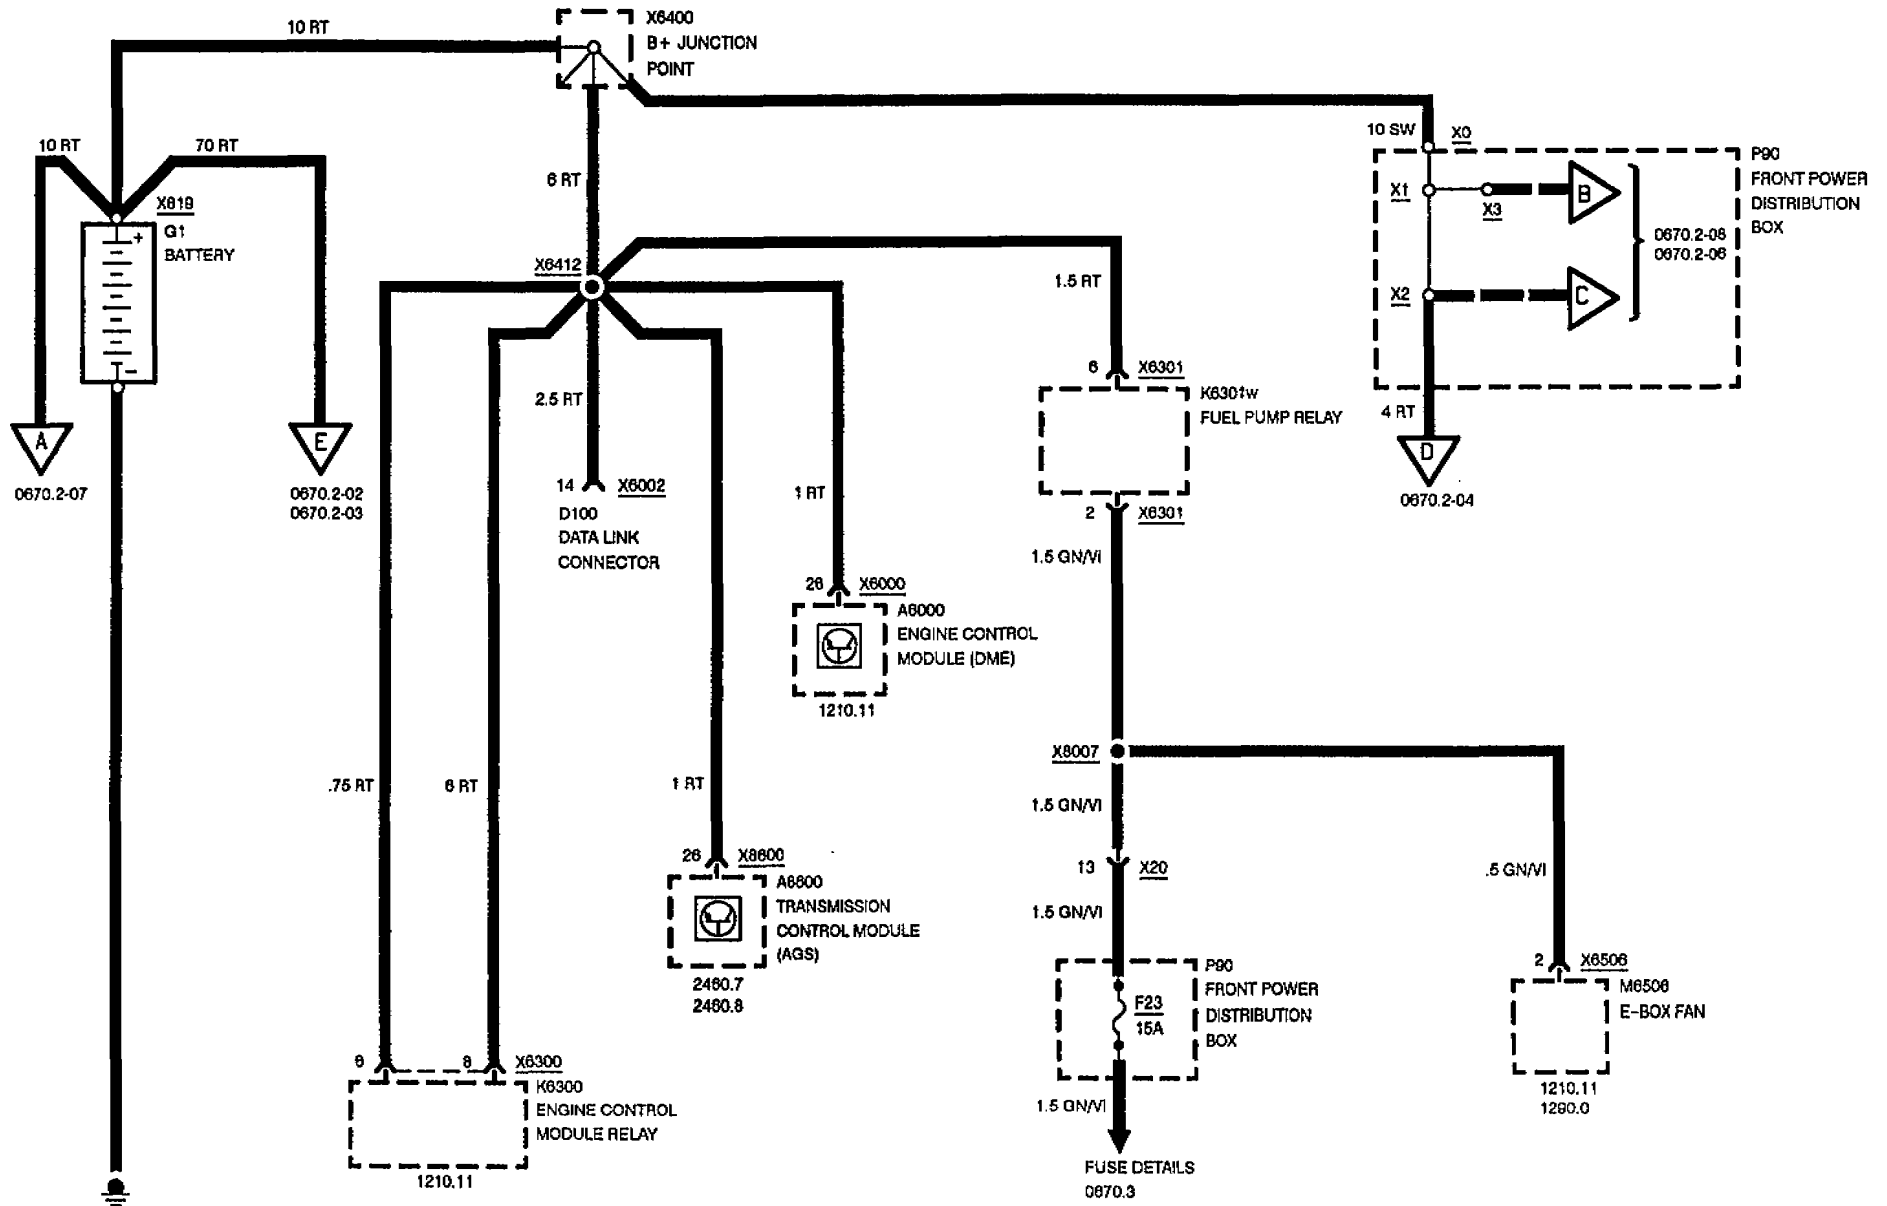 10 RT
X6400
B+ JUNCTION
POINT
10 RT
70 RT
X819
G1
BATTERY
+
-
A
0670.2-07
E
0670.2-02
0670.2-03
6 RT
X6412
10 SW
X0
P90
FRONT POWER
DISTRIBUTION
BOX
X1
X3
B
X2
C
0670.2-08
0670.2-06
4 RT
D
0670.2-04
1.5 RT
6
X6301
K6301w
FUEL PUMP RELAY
2
X6301
1.5 GN/VI
2.5 RT
14
X6002
D100
DATA LINK
CONNECTOR
1 RT
26
X6000
A6000
ENGINE CONTROL
MODULE (DME)
1210.11
.75 RT
6 RT
1 RT
26
X8600
A8600
TRANSMISSION
CONTROL MODULE
(AGS)
2460.7
2460.8
X8007
1.5 GN/VI
13
X20
1.5 GN/VI
P90
FRONT POWER
DISTRIBUTION
BOX
F23
15A
1.5 GN/VI
FUSE DETAILS
0670.3
.5 GN/VI
2
X6506
M6506
E-BOX FAN
1210.11
1290.0
9
8
X6300
K6300
ENGINE CONTROL
MODULE RELAY
1210.11